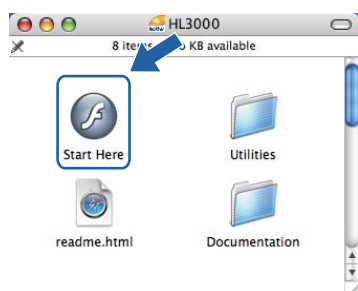 HL3000
8 items KB available
Start Here
Utilities
readme.html
Documentation